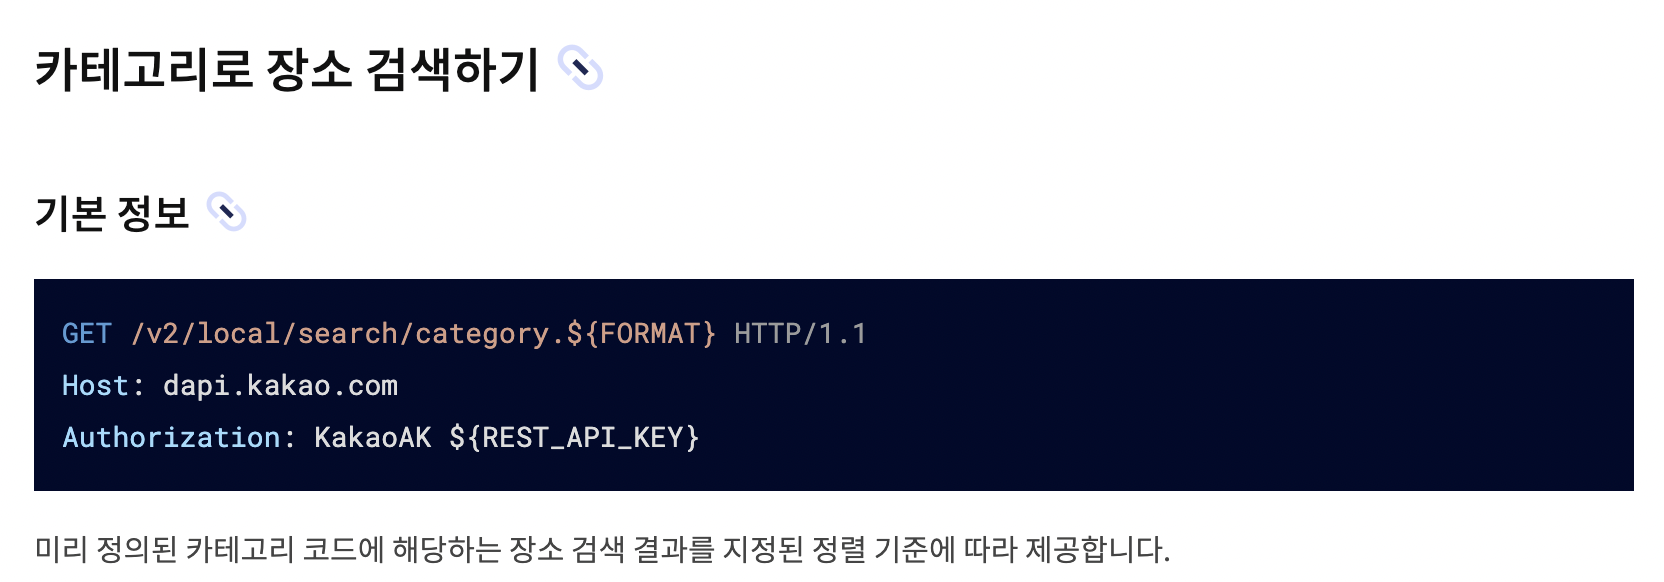 카테고리로 장소 검색하기
기본 정보
GET /v2/local/search/category.${FORMAT} HTTP/1.1
Host: dapi.kakao.com
Authorization: KakaoAK ${REST_API_KEY}
미리 정의된 카테고리 코드에 해당하는 장소 검색 결과를 지정된 정렬 기준에 따라 제공합니다.